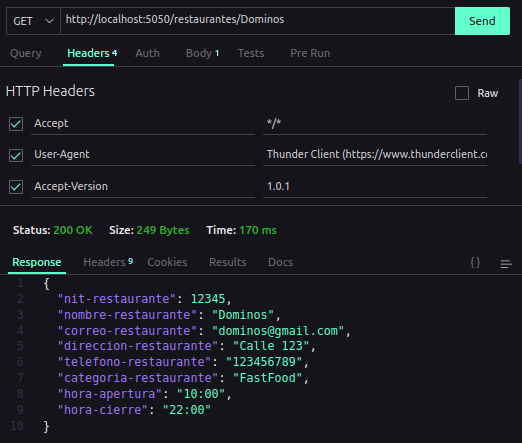 GET http://localhost:5050/restaurantes/Dominos Send
Query Headers 4 Auth Body 1 Tests Pre Run
HTTP Headers Raw
Accept */*
User-Agent Thunder Client (https://www.thunderclient.c
Accept-Version 1.0.1
Status: 200 OK Size: 249 Bytes Time: 170 ms
Response Headers 9 Cookies Results Docs {}
1 {
2 "nit-restaurante": 12345,
3 "nombre-restaurante": "Dominos",
4 "correo-restaurante": "dominos@gmail.com",
5 "direccion-restaurante": "Calle 123",
6 "telefono-restaurante": "123456789",
7 "categoria-restaurante": "FastFood",
8 "hora-apertura": "10:00",
9 "hora-cierre": "22:00"
10 }